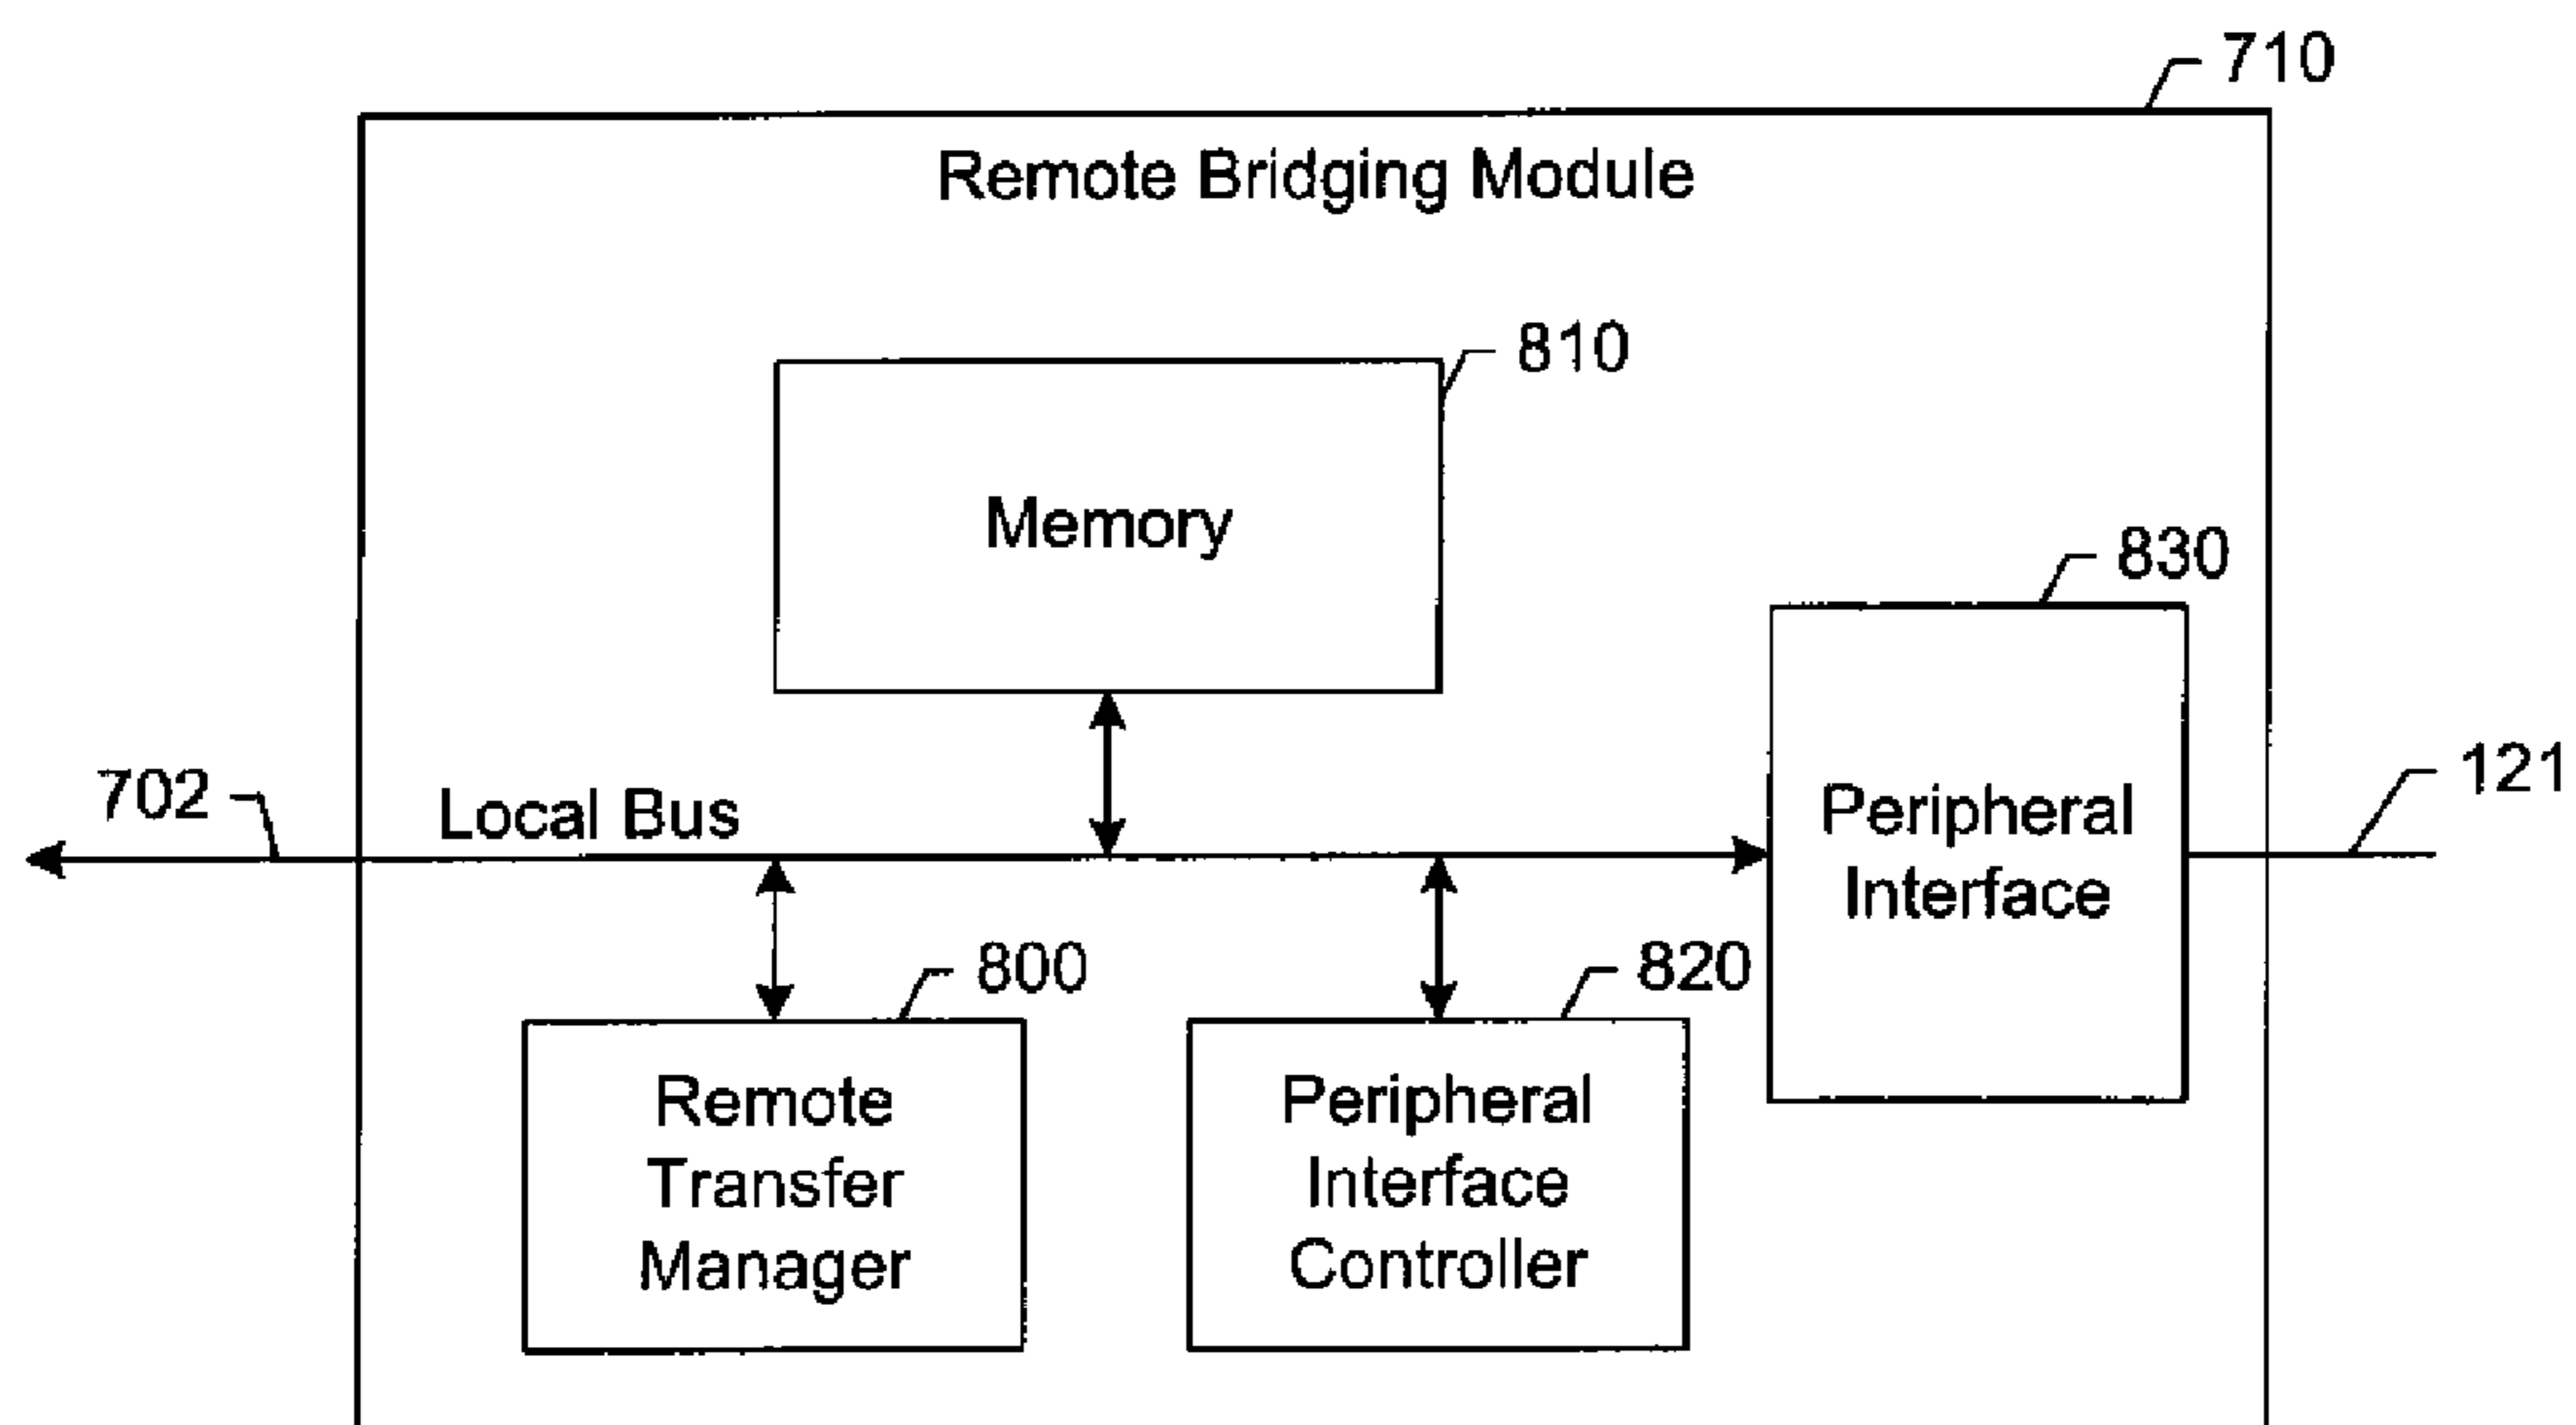 710
Remote Bridging Module
810
Memory
830
702
Local Bus
Peripheral
Interface
121
800
820
Remote
Transfer
Manager
Peripheral
Interface
Controller